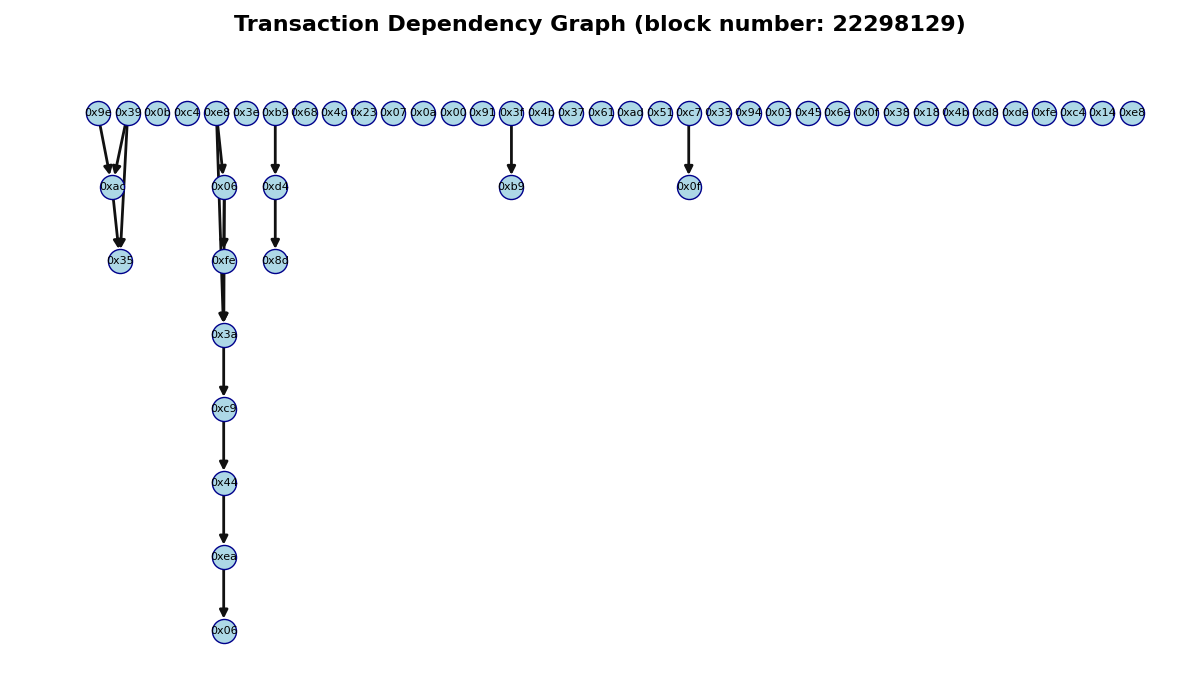 Transaction Dependency Graph (block number: 22298129)
0x9e 0x39 0x0b 0xc4 0xe8 0x3e 0xb9 0x68 0x4c 0x23 0x07 0x0a 0x00 0x91 0x3f 0x4b 0x37 0x61 0xad 0x51 0xc7 0x33 0x94 0x03 0x45 0x6e 0x0f 0x38 0x18 0x4b 0xd8 0xde 0xfe 0xc4 0x14 0xe8
0xac 0x06 0xd4 0xb9 0x0f
0x35 0xfe 0x8d
0x3a
0xc9
0x44
0xea
0x06